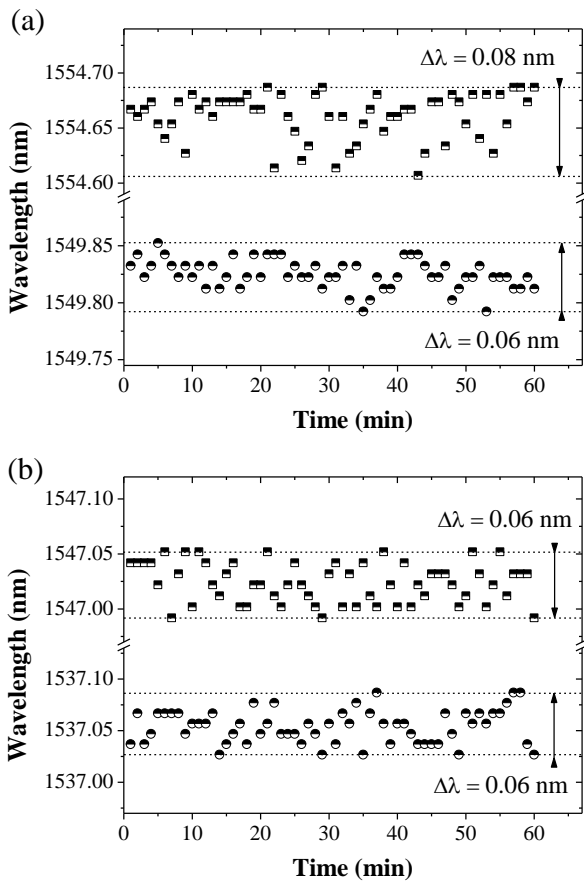 (a)
Δλ = 0.08 nm
1554.70
1554.65
1554.60
1549.85
1549.80
1549.75
Wavelength (nm)
Δλ = 0.06 nm
0 10 20 30 40 50 60
Time (min)
(b)
1547.10
Δλ = 0.06 nm
1547.05
1547.00
1537.10
1537.05
1537.00
Wavelength (nm)
Δλ = 0.06 nm
0 10 20 30 40 50 60
Time (min)